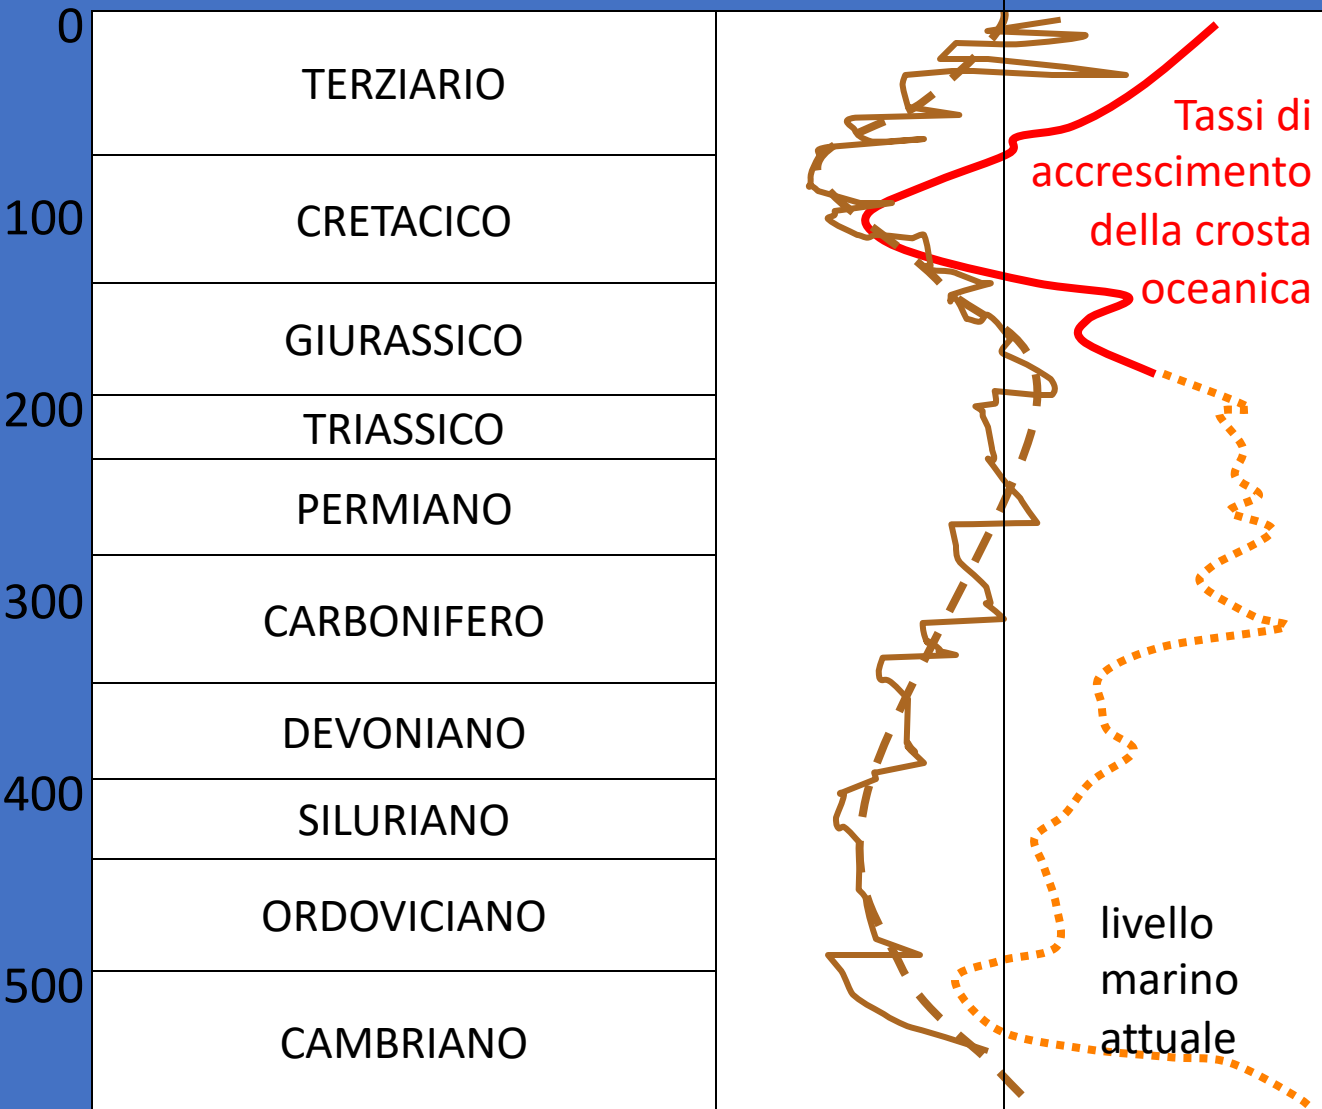 0
TERZIARIO
Tassi di
accrescimento
della crosta
oceanica
100
CRETACICO
GIURASSICO
200
TRIASSICO
PERMIANO
300
CARBONIFERO
DEVONIANO
400
SILURIANO
ORDOVICIANO
livello
marino
attuale
500
CAMBRIANO